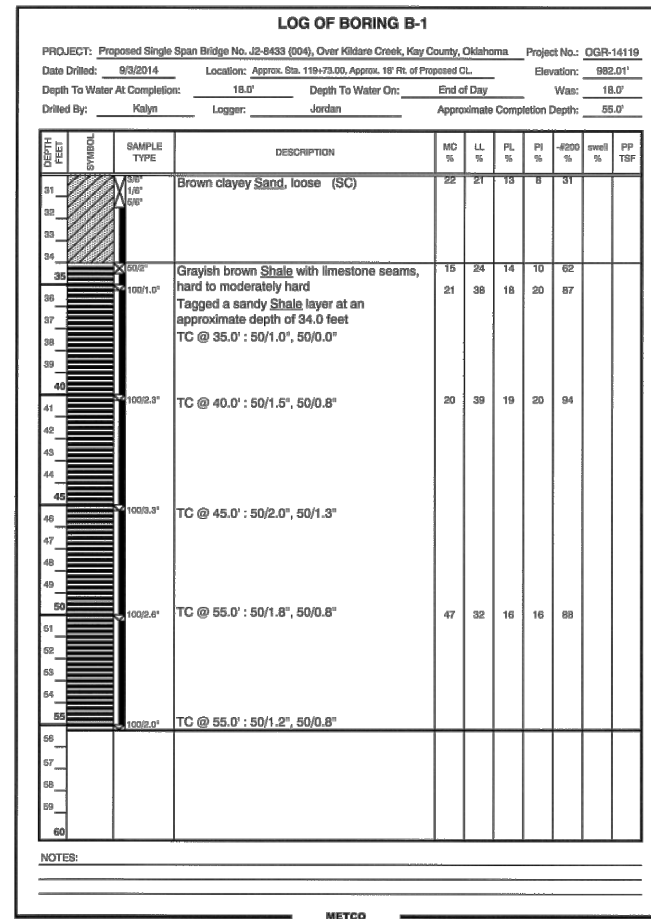 LOG OF BORING B-1
PROJECT: Proposed Single Span Bridge No. J2-8433 (004), Over Kildare Creek, Kay County, Oklahoma Project No.: OGR-14119
Date Drilled: 9/3/2014 Location: Approx. Sta. 119+73.00, Approx. 16' Rt. of Proposed CL. Elevation: 982.01'
Depth To Water At Completion: 18.0' Depth To Water On: End of Day Was: 18.0'
Drilled By: Kalyn Logger: Jordan Approximate Completion Depth: 55.0'
DEPTH FEET SYMBOL SAMPLE TYPE DESCRIPTION MC % LL % PL % PI % -#200 % swell % PP TSF
3/6" Brown clayey Sand, loose (SC) 22 21 13 8 31
31 1/6"
5/6"
32
33
34
50/2" Grayish brown Shale with limestone seams, 15 24 14 10 62
35 hard to moderately hard
100/1.0" 21 38 18 20 87
36 Tagged a sandy Shale layer at an
37 approximate depth of 34.0 feet
38 TC @ 35.0' : 50/1.0", 50/0.0"
39
40
100/2.3" TC @ 40.0' : 50/1.5", 50/0.8" 20 39 19 20 94
41
42
43
44
45
100/3.3" TC @ 45.0' : 50/2.0", 50/1.3"
46
47
48
49
50 TC @ 55.0' : 50/1.8", 50/0.8" 47 32 16 16 68
100/2.6"
51
52
53
54
55 TC @ 55.0' : 50/1.2", 50/0.8"
100/2.0"
56
57
58
59
60
NOTES:
METCO